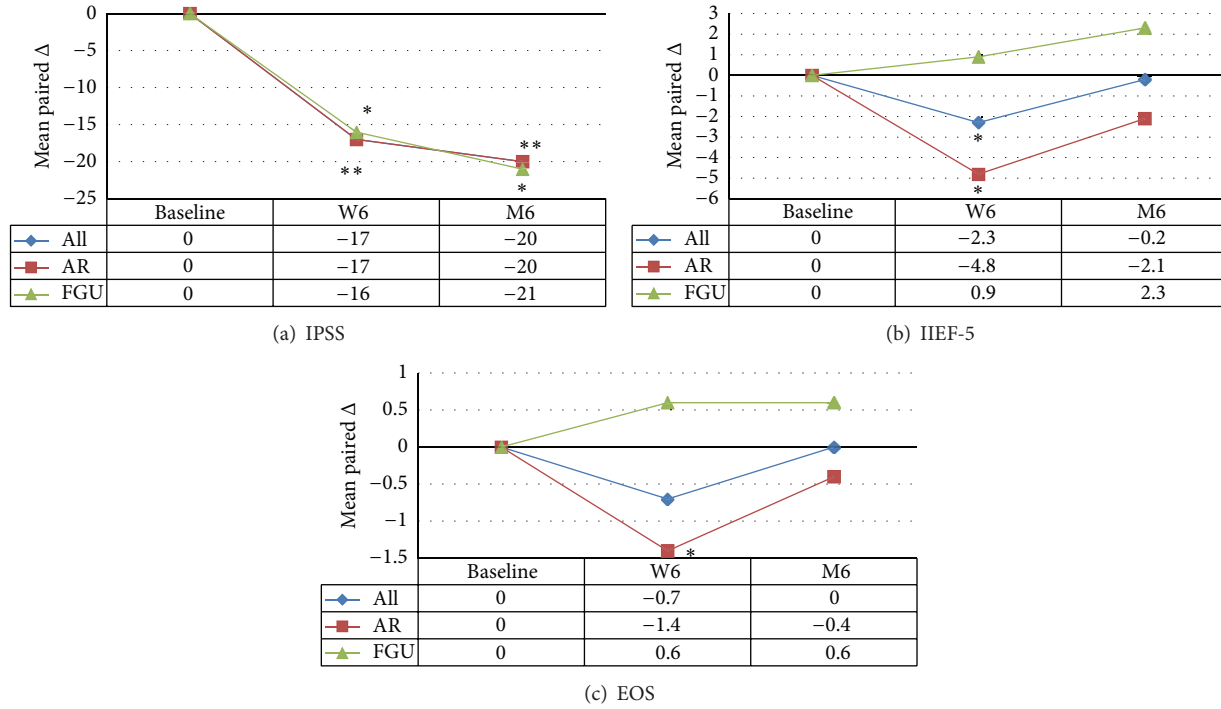 Mean paired Δ
0
−5
−10
−15
−20
−25
*
**
**
*
Baseline W6 M6
All 0 −17 −20
AR 0 −17 −20
FGU 0 −16 −21
(a) IPSS
Mean paired Δ
3
2
1
0
−1
−2
−3
−4
−5
−6
*
*
Baseline W6 M6
All 0 −2.3 −0.2
AR 0 −4.8 −2.1
FGU 0 0.9 2.3
(b) IIEF-5
Mean paired Δ
1
0.5
0
−0.5
−1
−1.5
*
Baseline W6 M6
All 0 −0.7 0
AR 0 −1.4 −0.4
FGU 0 0.6 0.6
(c) EOS